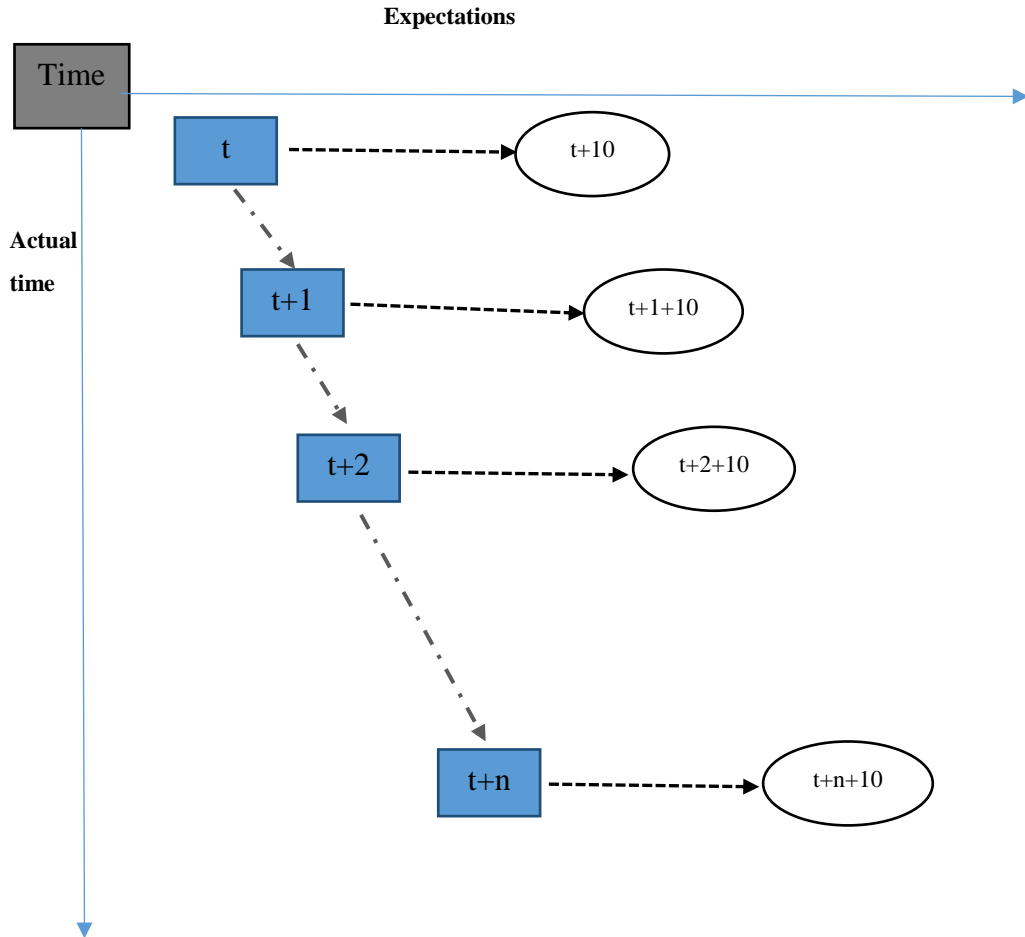 Expectations
Time
t
t+10
Actual
time
t+1
t+1+10
t+2
t+2+10
t+n
t+n+10